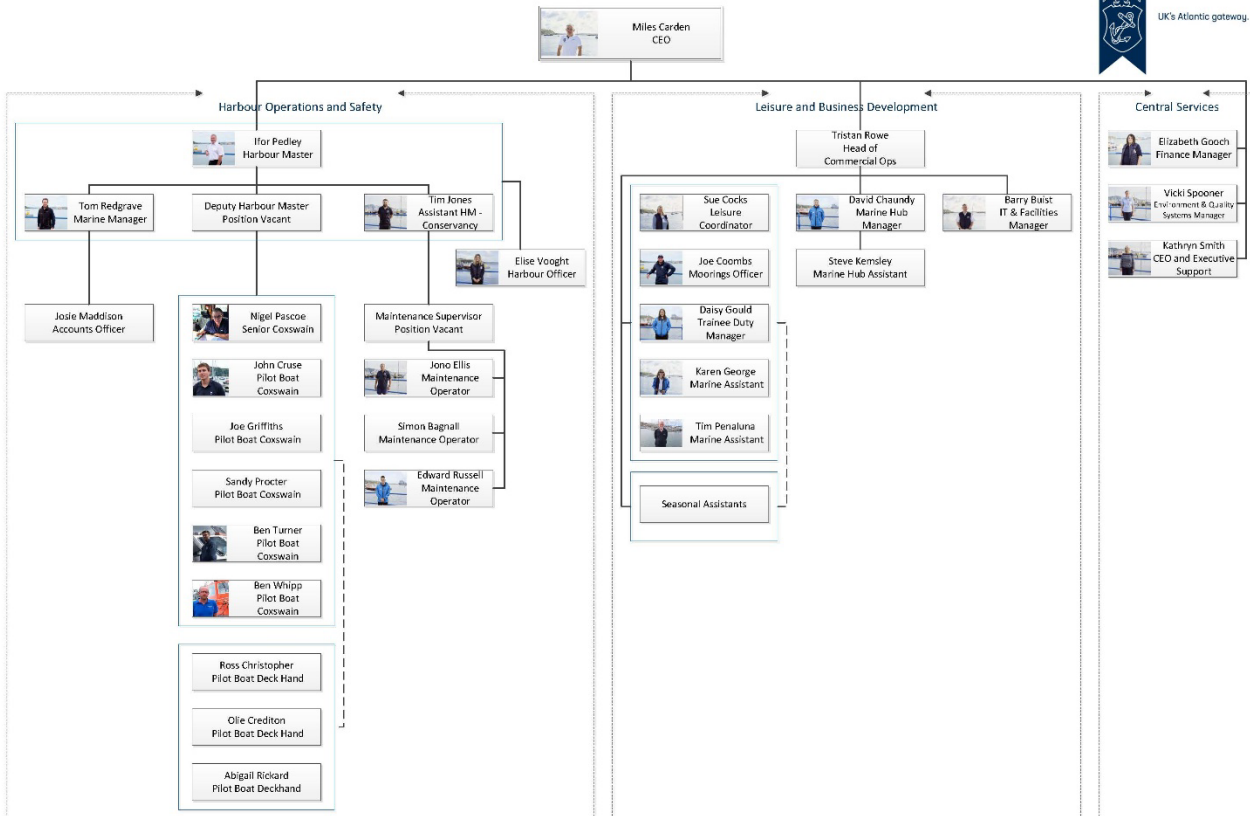 UK's Atlantic gateway.
Miles Carden
CEO
Harbour Operations and Safety
Leisure and Business Development
Central Services
Ifor Pedley
Harbour Master
Tom Redgrave
Marine Manager
Deputy Harbour Master
Position Vacant
Tim Jones
Assistant HM -
Conservancy
Elise Vooght
Harbour Officer
Josie Maddison
Accounts Officer
Nigel Pascoe
Senior Coxswain
John Cruse
Pilot Boat
Coxswain
Joe Griffiths
Pilot Boat Coxswain
Sandy Procter
Pilot Boat Coxswain
Ben Turner
Pilot Boat
Coxswain
Ben Whipp
Pilot Boat
Coxswain
Ross Christopher
Pilot Boat Deck Hand
Olie Crediton
Pilot Boat Deck Hand
Abigail Rickard
Pilot Boat Deckhand
Maintenance Supervisor
Position Vacant
Jono Ellis
Maintenance
Operator
Simon Bagnall
Maintenance Operator
Edward Russell
Maintenance
Operator
Tristan Rowe
Head of
Commercial Ops
Sue Cocks
Leisure
Coordinator
Joe Coombs
Moorings Officer
Daisy Gould
Trainee Duty
Manager
Karen George
Marine Assistant
Tim Penaluna
Marine Assistant
Seasonal Assistants
David Chaundy
Marine Hub
Manager
Steve Kemsley
Marine Hub Assistant
Barry Buist
IT & Facilities
Manager
Elizabeth Gooch
Finance Manager
Vicki Spooner
Environment & Quality
Systems Manager
Kathryn Smith
CEO and Executive
Support